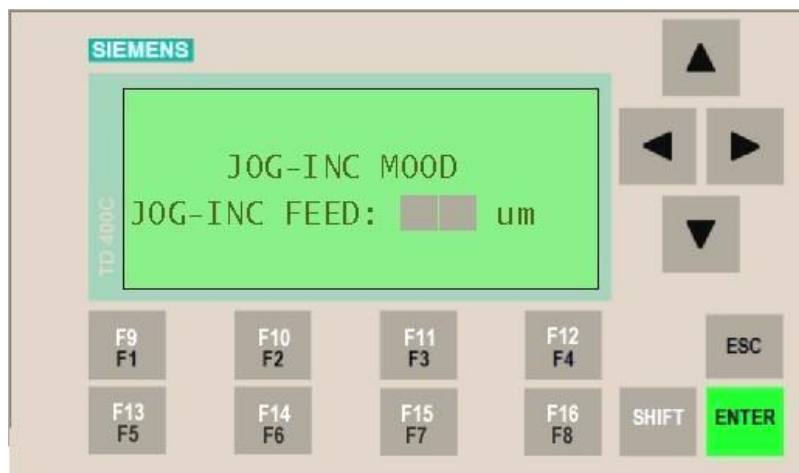 SIEMENS
JOG-INC MOOD
JOG-INC FEED: um
TD 400C
F9 F10 F11 F12
F1 F2 F3 F4 ESC
F13 F14 F15 F16
F5 F6 F7 F8 SHIFT ENTER